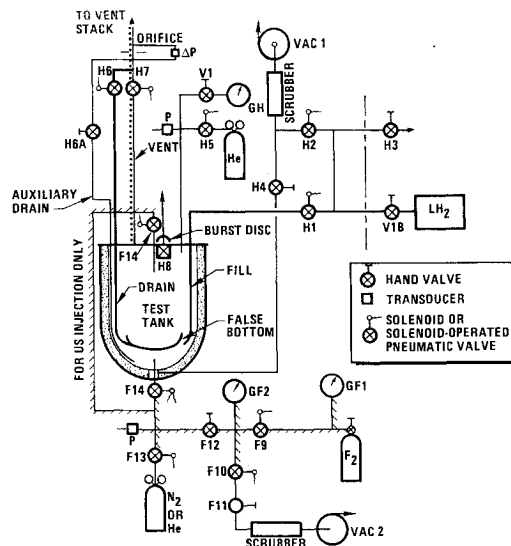 TO VENT
STACK
ORIFICE
ΔP
H6
H7
VAC 1
SCRUBBER
V1
GH
P
H5
He
H2
H3
H6A
VENT
H4
AUXILIARY
DRAIN
F14
BURST DISC
H8
H1
V1B
LH2
FILL
DRAIN
TEST
TANK
FALSE
BOTTOM
FOR US INJECTION ONLY
HAND VALVE
TRANSDUCER
SOLENOID OR
SOLENOID-OPERATED
PNEUMATIC VALVE
F14
GF2
GF1
P
F12
F9
F2
F13
F10
N2
OR
He
F11
SCRUBBER
VAC 2